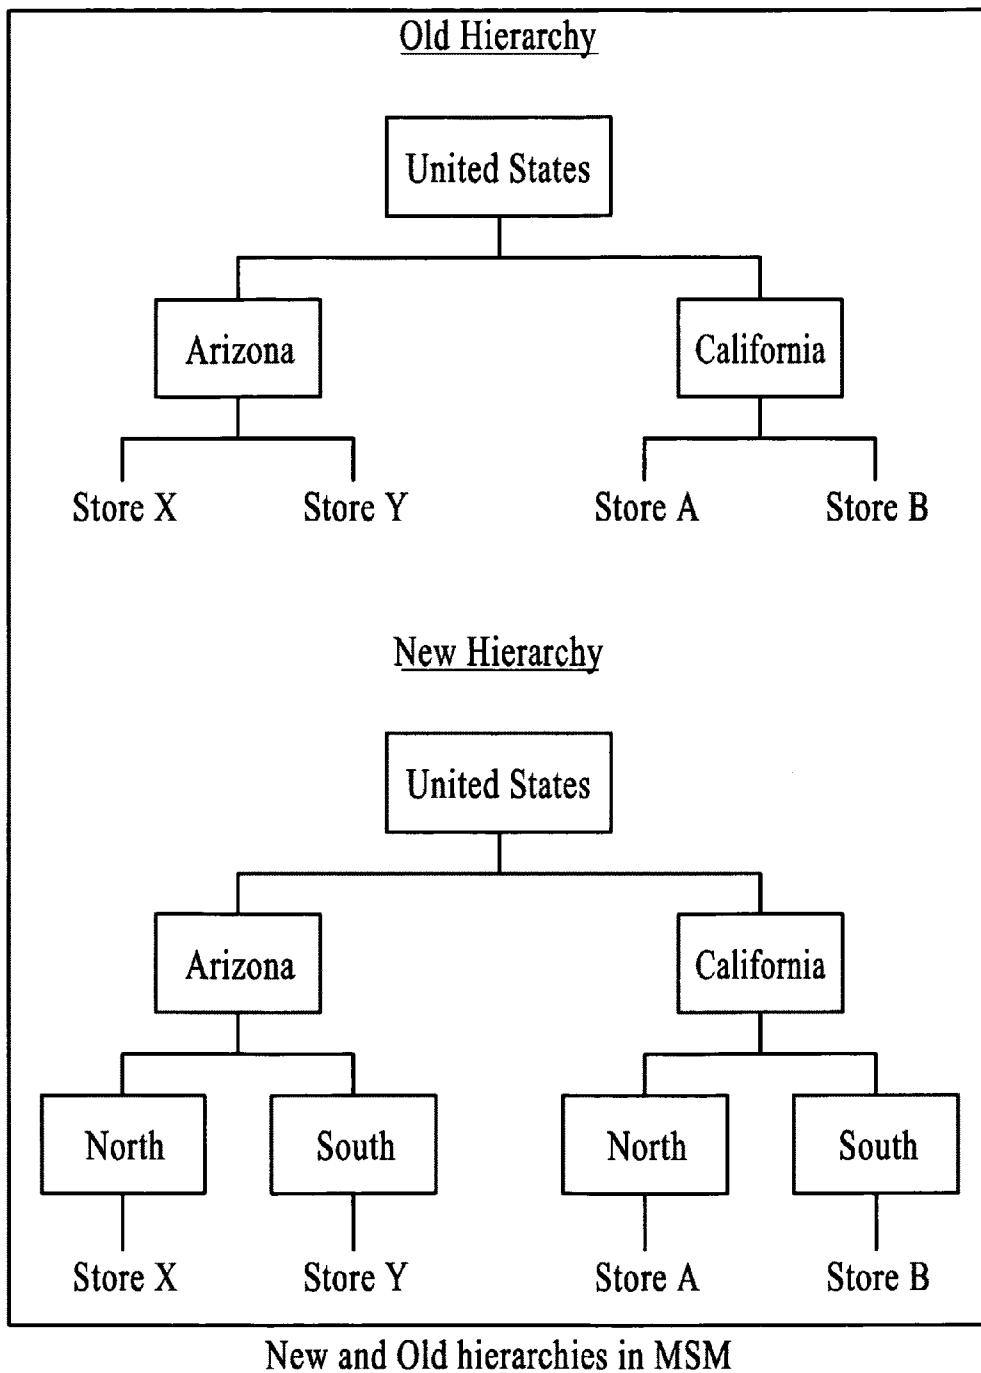 Old Hierarchy
United States
Arizona California
Store X Store Y Store A Store B
New Hierarchy
United States
Arizona California
North South North South
Store X Store Y Store A Store B
New and Old hierarchies in MSM